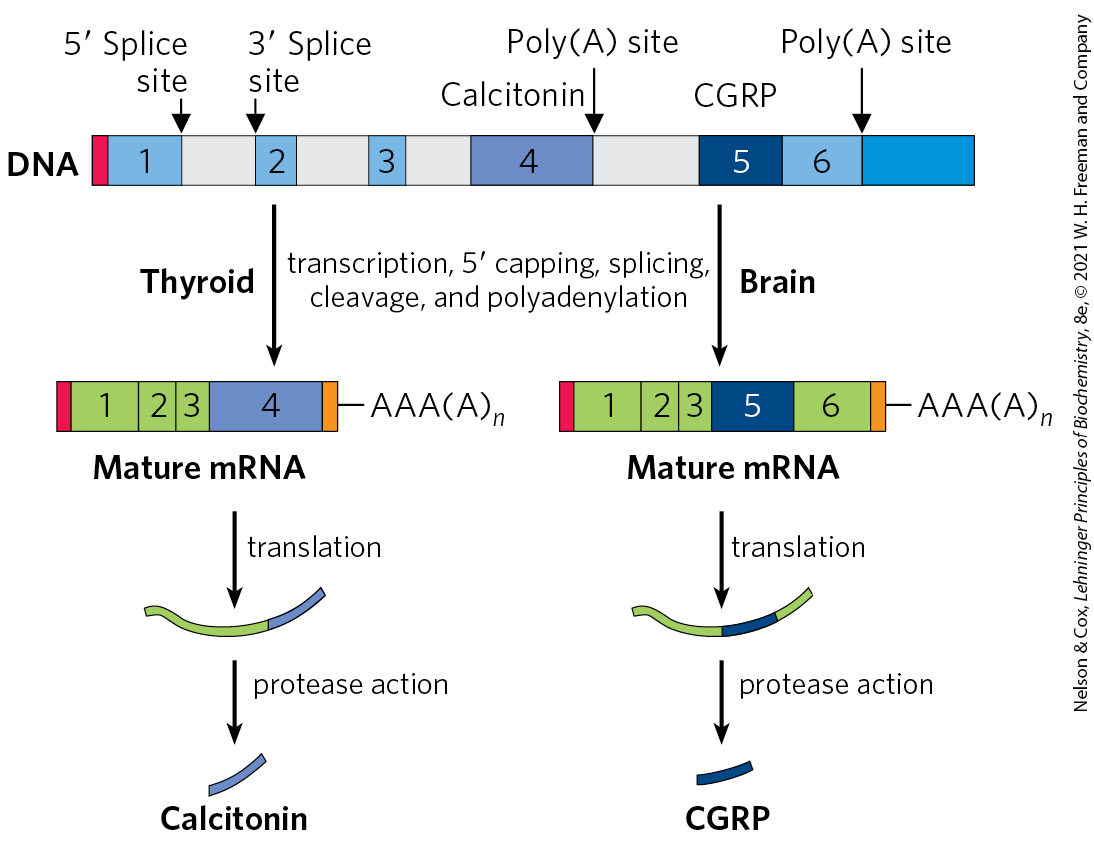 5′ Splice
site
3′ Splice
site
Poly(A) site
Poly(A) site
Calcitonin
CGRP
DNA
1
2
3
4
5
6
Thyroid
transcription, 5′ capping, splicing,
cleavage, and polyadenylation
Brain
1 2 3 4 AAA(A)n
1 2 3 5 6 AAA(A)n
Mature mRNA
Mature mRNA
translation
translation
protease action
protease action
Calcitonin
CGRP
Nelson & Cox, Lehninger Principles of Biochemistry, 8e, © 2021 W. H. Freeman and Company